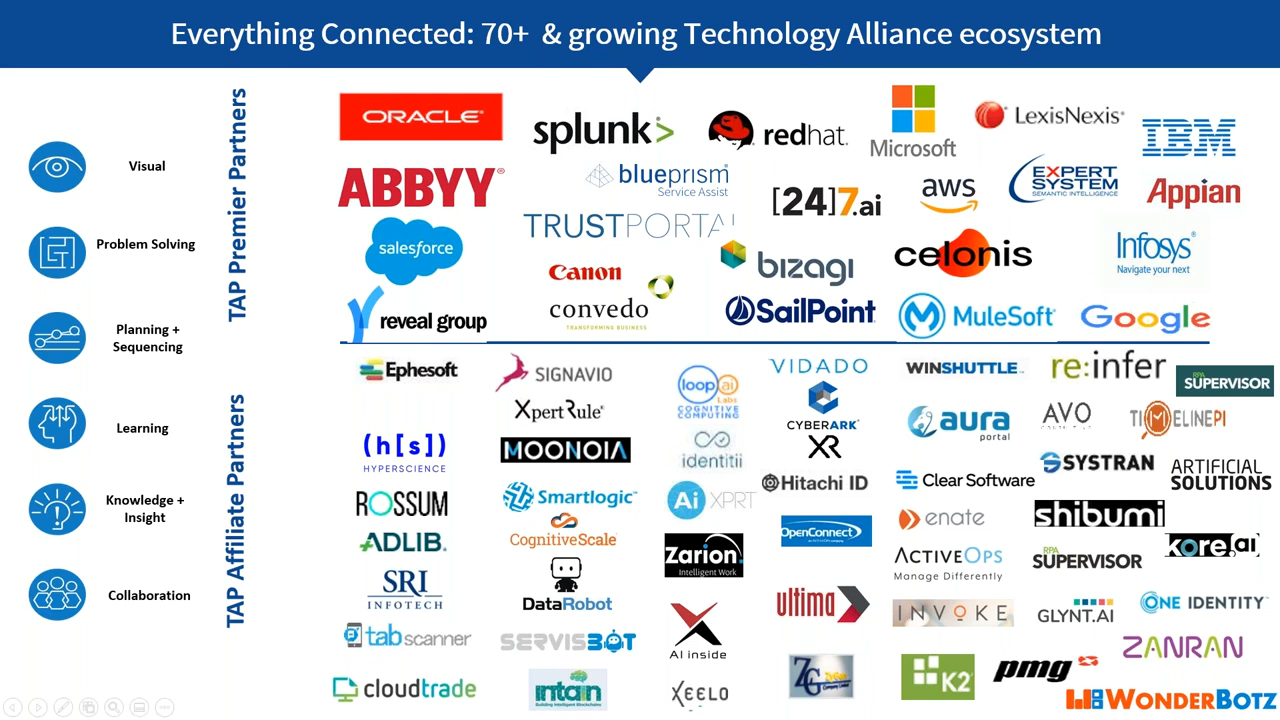 Everything Connected: 70+ & growing Technology Alliance ecosystem
Visual
Problem Solving
Planning +
Sequencing
Learning
Knowledge +
Insight
Collaboration
TAP Premier Partners
ORACLE
splunk>
redhat.
Microsoft
LexisNexis
IBM
ABBYY
blueprism
Service Assist
[24]7.ai
aws
EXPERT
SYSTEM
SEMANTIC INTELLIGENCE
Appian
salesforce
TRUSTPORTAL
Canon
bizagi
celonis
Infosys
Navigate your next
reveal group
convedo
TRANSFORMING BUSINESS
SailPoint
MuleSoft
Google
TAP Affiliate Partners
Ephesoft
SIGNAVIO
loop ai
Labs
COGNITIVE
COMPUTING
VIDADO
WINSHUTTLE
re:infer
RPA
SUPERVISOR
XpertRule
CYBERARK
aura
portal
AVO
TIMELINEPI
(h[s])
HYPERSCIENCE
MOONOIA
identitii
XR
SYSTRAN
ARTIFICIAL
SOLUTIONS
ROSSUM
Smartlogic
Ai XPRT
Hitachi ID
Clear Software
enate
shibumi
ADLIB
CognitiveScale
Zarion
Intelligent Work
OpenConnect
ACTIVEOPS
Manage Differently
RPA
SUPERVISOR
kore.ai
SRI
INFOTECH
DataRobot
ultima
INVOKE
GLYNT.AI
ONE IDENTITY
tabscanner
SERVISBOT
AI inside
ZANRAN
cloudtrade
intain
Building Intelligent Blockchains
XEELO
ZG
K2
pmg
WONDERBOTZ